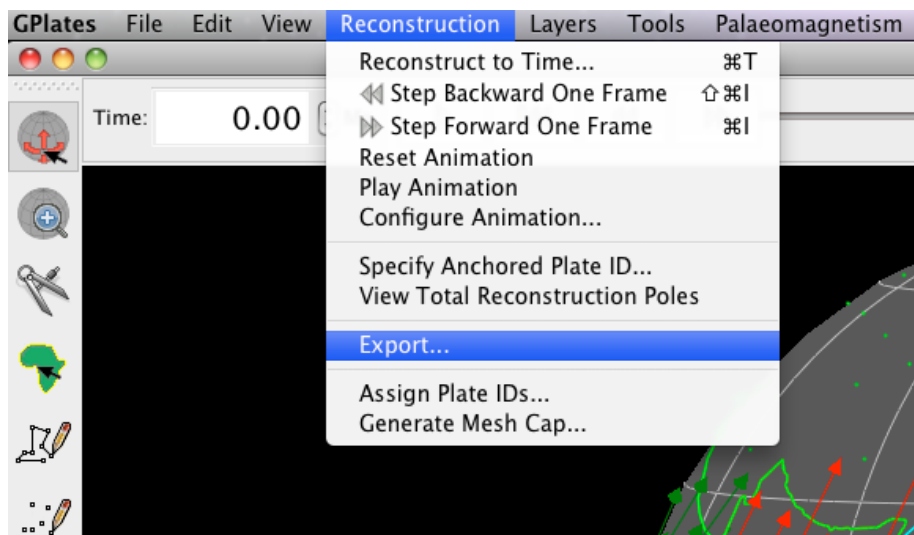 GPlates File Edit View Reconstruction Layers Tools Palaeomagnetism
Reconstruct to Time... ⌘T
Step Backward One Frame ⇧⌘I
Time: 0.00 Step Forward One Frame ⌘I
Reset Animation
Play Animation
Configure Animation...
Specify Anchored Plate ID...
View Total Reconstruction Poles
Export...
Assign Plate IDs...
Generate Mesh Cap...